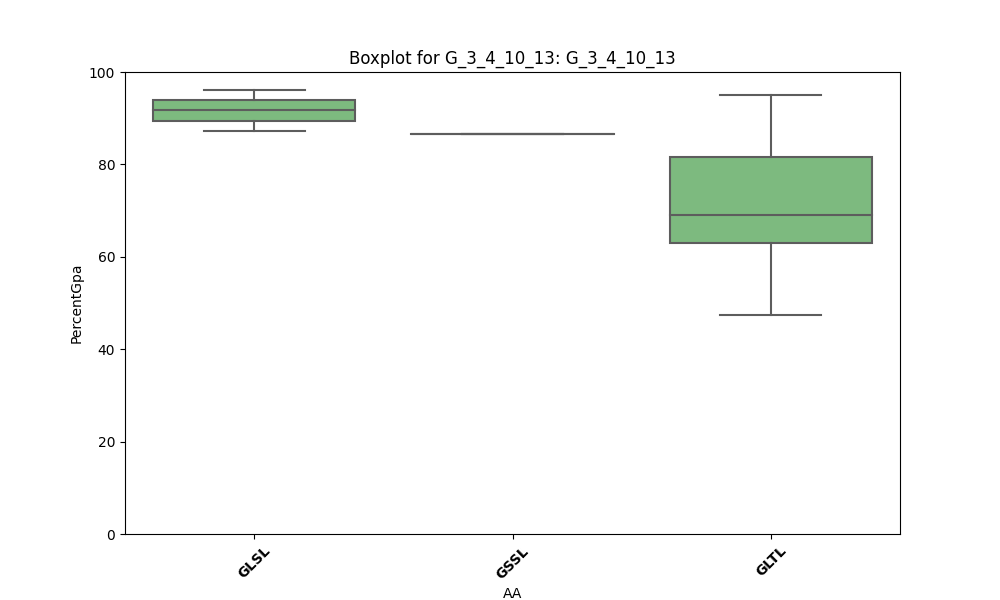 Boxplot for G_3_4_10_13: G_3_4_10_13
100
80
60
40
20
0
PercentGpa
GLSL
GSSL
GLTL
AA